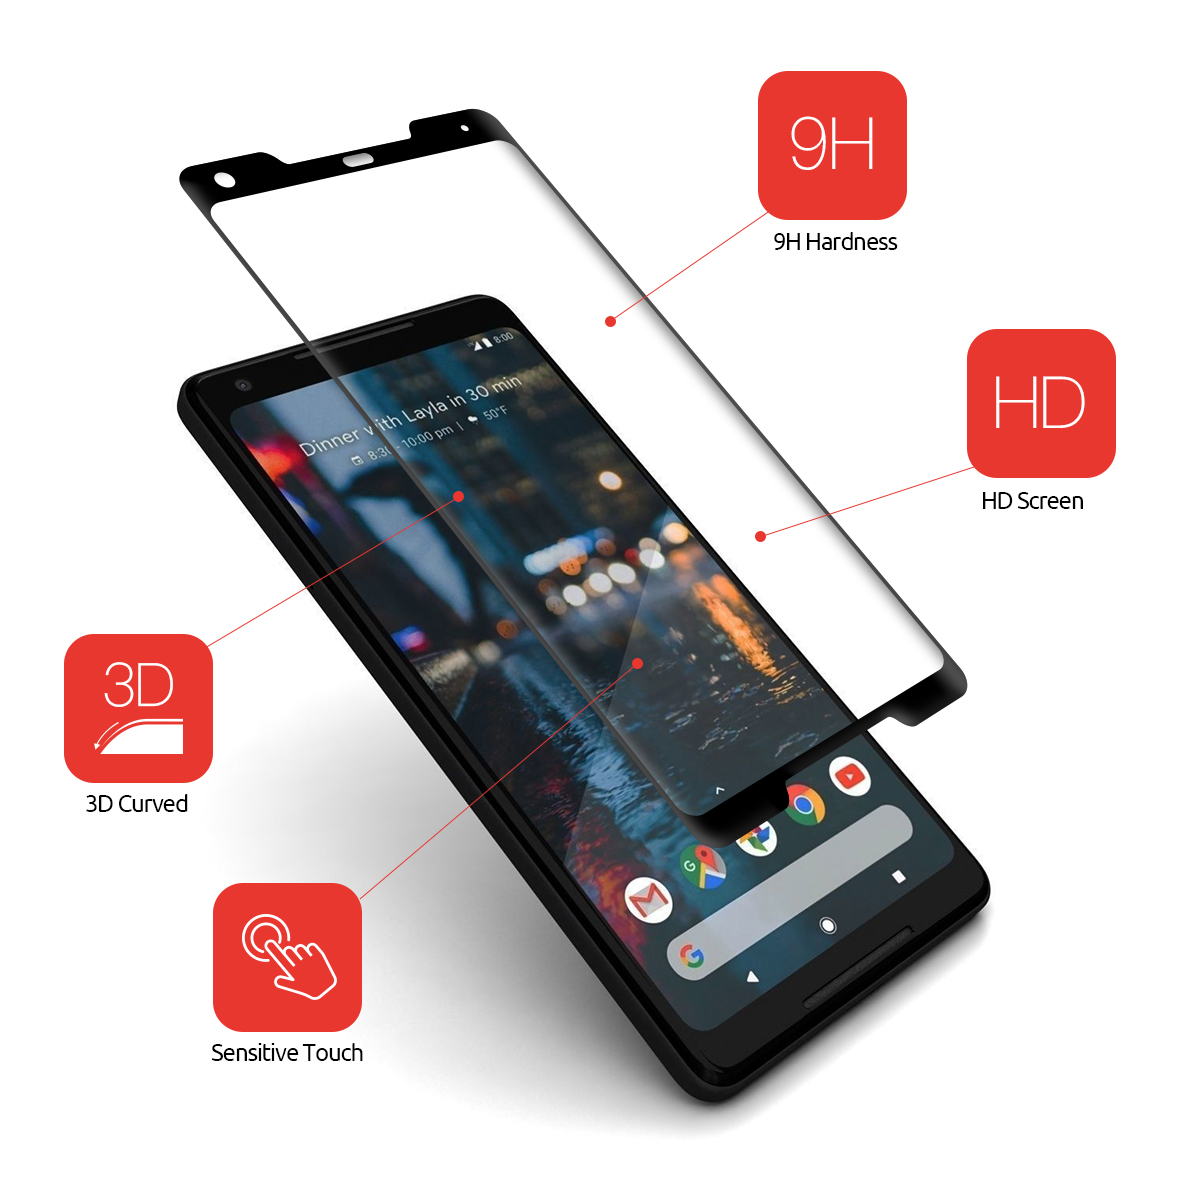 9H
9H Hardness
HD
HD Screen
8:00
Dinner with Layla in 30 min
8:30 - 10:00 pm | 50°F
3D
3D Curved
Sensitive Touch
G
G